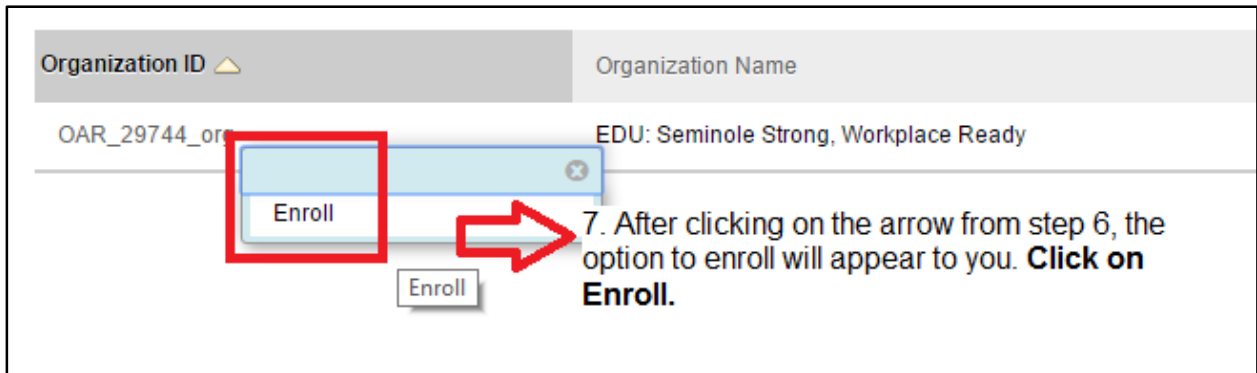 Organization ID
Organization Name
OAR_29744_org
EDU: Seminole Strong, Workplace Ready
Enroll
7. After clicking on the arrow from step 6, the
option to enroll will appear to you. Click on
Enroll.
Enroll